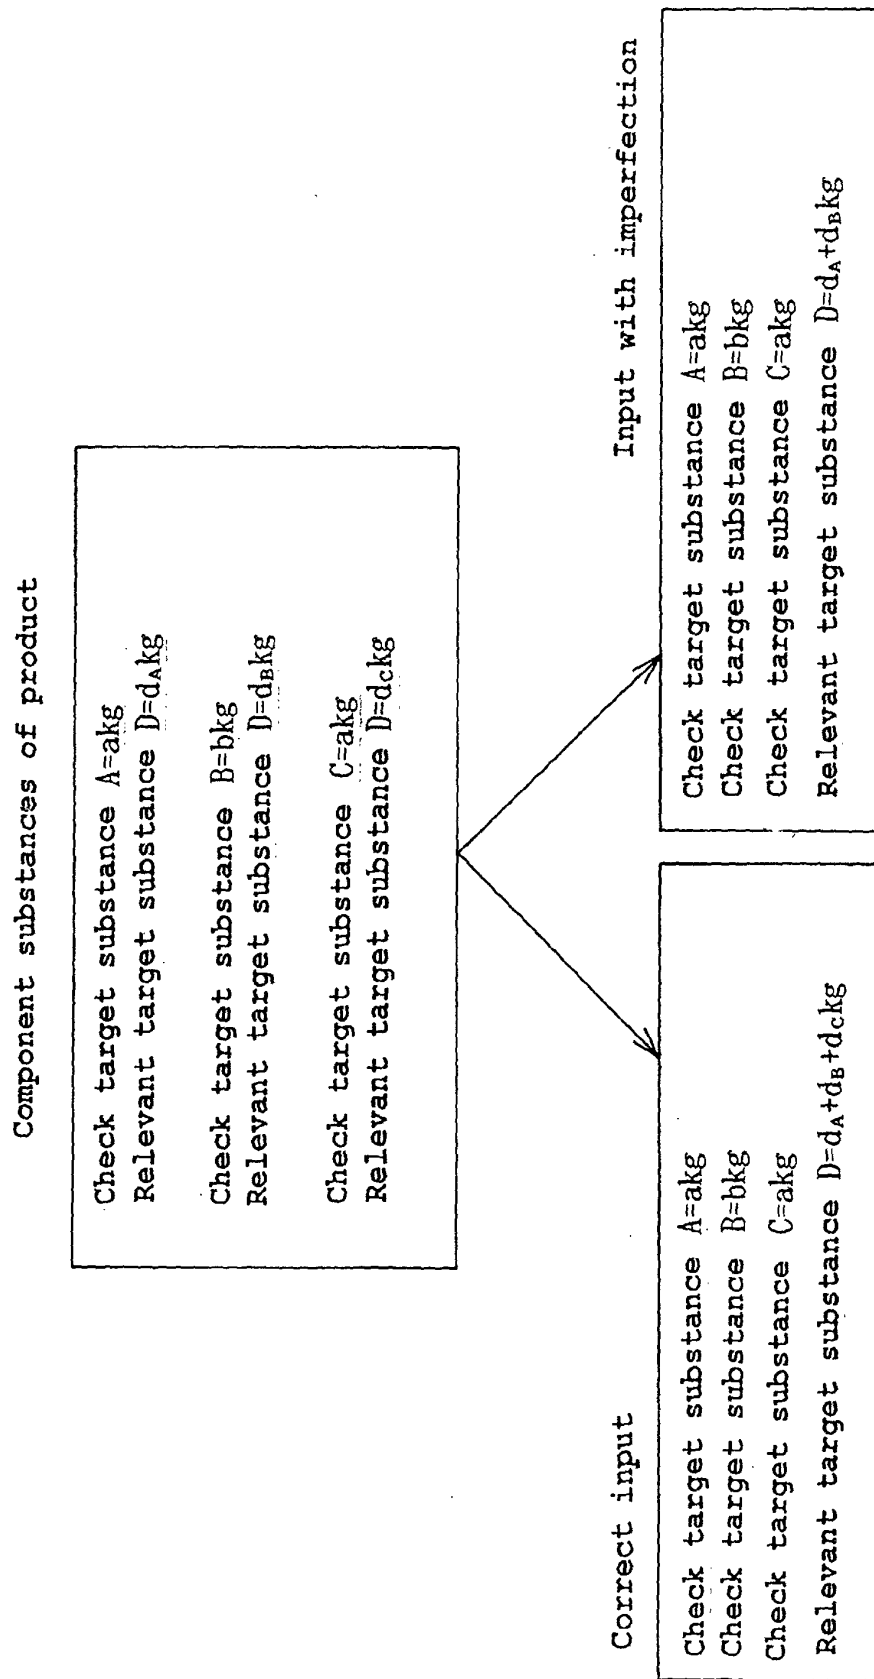 Component substances of product
Check target substance A=akg
Relevant target substance D=dAkg
Check target substance B=bkg
Relevant target substance D=dBkg
Check target substance C=akg
Relevant target substance D=dckg
Correct input
Check target substance A=akg
Check target substance B=bkg
Check target substance C=akg
Relevant target substance D=dA+dB+dckg
Input with imperfection
Check target substance A=akg
Check target substance B=bkg
Check target substance C=akg
Relevant target substance D=dA+dBkg